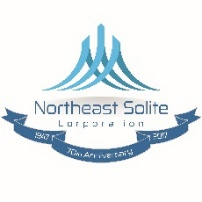 Northeast Solite
Corporation
1947
70th Anniversary
2017